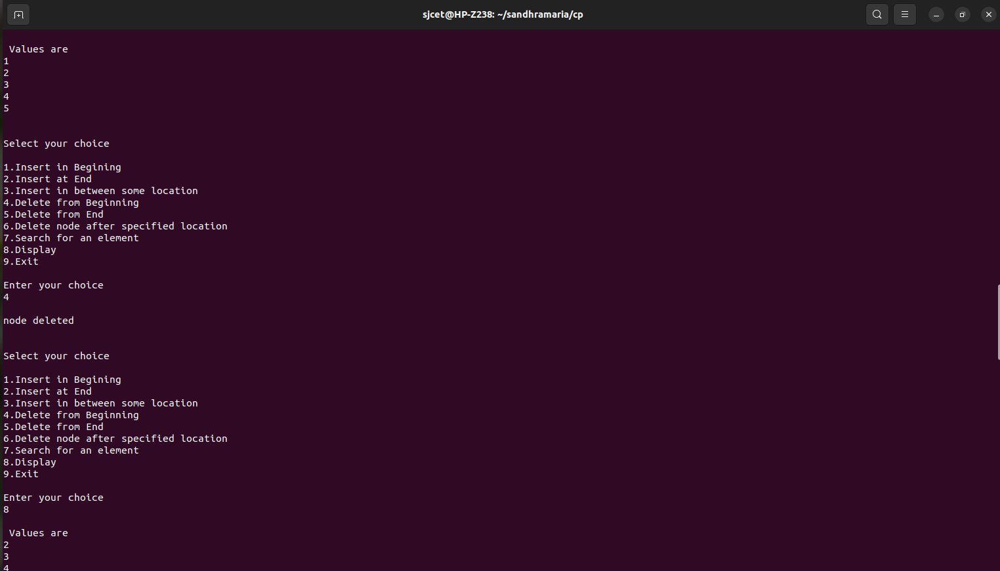 sjcet@HP-Z238: ~/sandhramaria/cp
Values are
1
2
3
4
5
Select your choice
1.Insert in Begining
2.Insert at End
3.Insert in between some location
4.Delete from Beginning
5.Delete from End
6.Delete node after specified location
7.Search for an element
8.Display
9.Exit
Enter your choice
4
node deleted
Select your choice
1.Insert in Begining
2.Insert at End
3.Insert in between some location
4.Delete from Beginning
5.Delete from End
6.Delete node after specified location
7.Search for an element
8.Display
9.Exit
Enter your choice
8
Values are
2
3
4